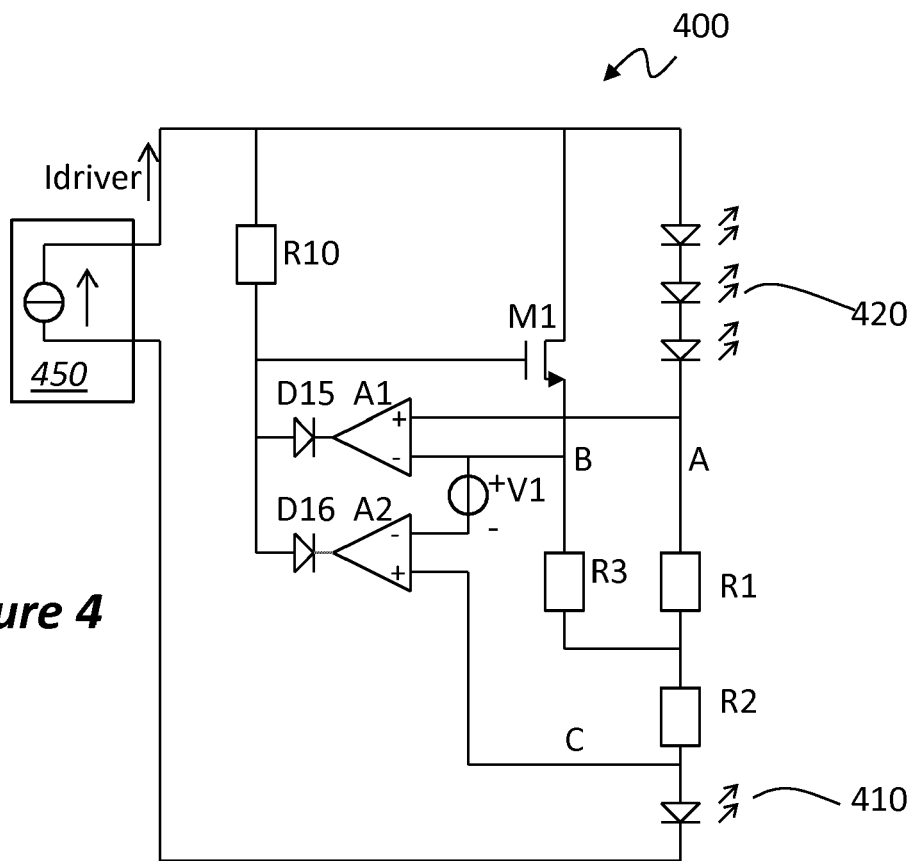 400
Idriver
R10
M1
420
450
D15 A1
+
-
B
A
+
V1
-
D16 A2
-
+
R3
R1
ure 4
R2
C
410